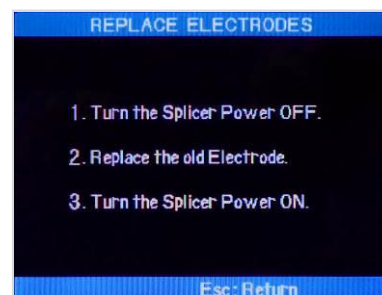 REPLACE ELECTRODES
1. Turn the Splicer Power OFF.
2. Replace the old Electrode.
3. Turn the Splicer Power ON.
Esc: Return